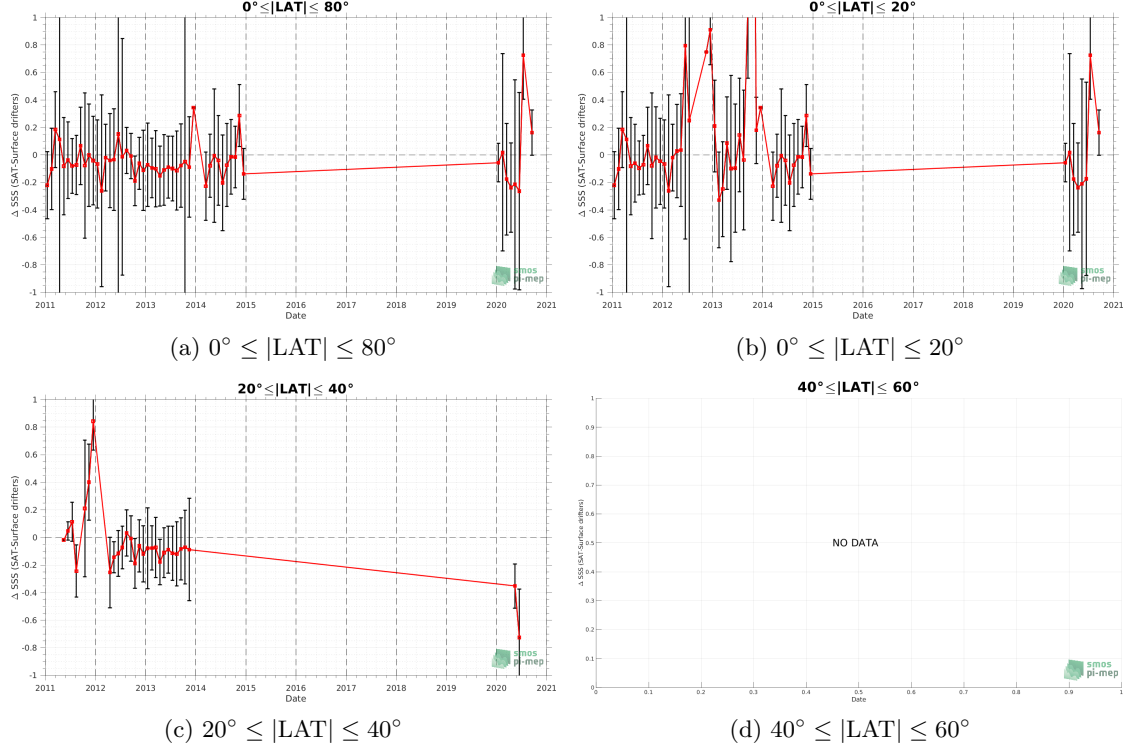 0°≤|LAT|≤ 80°
1
0.8
0.6
0.4
0.2
0
-0.2
-0.4
-0.6
-0.8
-1
Δ SSS (SAT-Surface drifters)
2011 2012 2013 2014 2015 2016 2017 2018 2019 2020 2021
Date
smos
pi-mep
(a) 0° ≤ |LAT| ≤ 80°
0°≤|LAT|≤ 20°
1
0.8
0.6
0.4
0.2
0
-0.2
-0.4
-0.6
-0.8
-1
Δ SSS (SAT-Surface drifters)
2011 2012 2013 2014 2015 2016 2017 2018 2019 2020 2021
Date
smos
pi-mep
(b) 0° ≤ |LAT| ≤ 20°
20°≤|LAT|≤ 40°
1
0.8
0.6
0.4
0.2
0
-0.2
-0.4
-0.6
-0.8
-1
Δ SSS (SAT-Surface drifters)
2011 2012 2013 2014 2015 2016 2017 2018 2019 2020 2021
Date
smos
pi-mep
(c) 20° ≤ |LAT| ≤ 40°
40°≤|LAT|≤ 60°
1
0.9
0.8
0.7
0.6
0.5
0.4
0.3
0.2
0.1
0
Δ SSS (SAT-Surface drifters)
NO DATA
0 0.1 0.2 0.3 0.4 0.5 0.6 0.7 0.8 0.9 1
Date
smos
pi-mep
(d) 40° ≤ |LAT| ≤ 60°